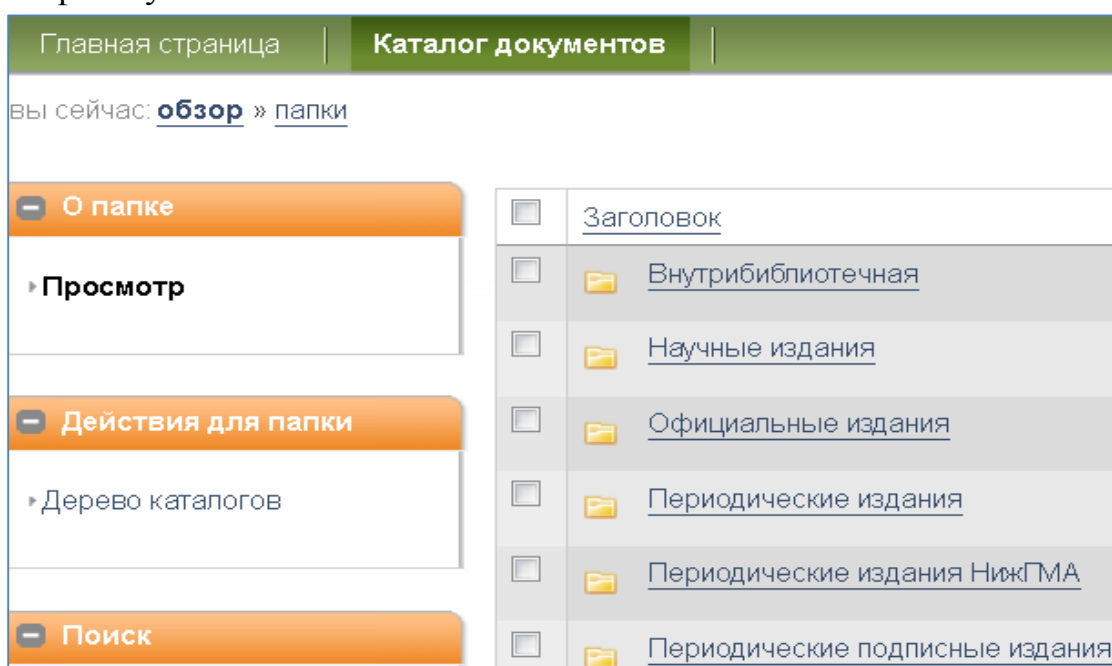 Главная страница
Каталог документов
вы сейчас: обзор » папки
О папке
Просмотр
Действия для папки
Дерево каталогов
Поиск
Заголовок
Внутрибиблиотечная
Научные издания
Официальные издания
Периодические издания
Периодические издания НижГМА
Периодические подписные издания